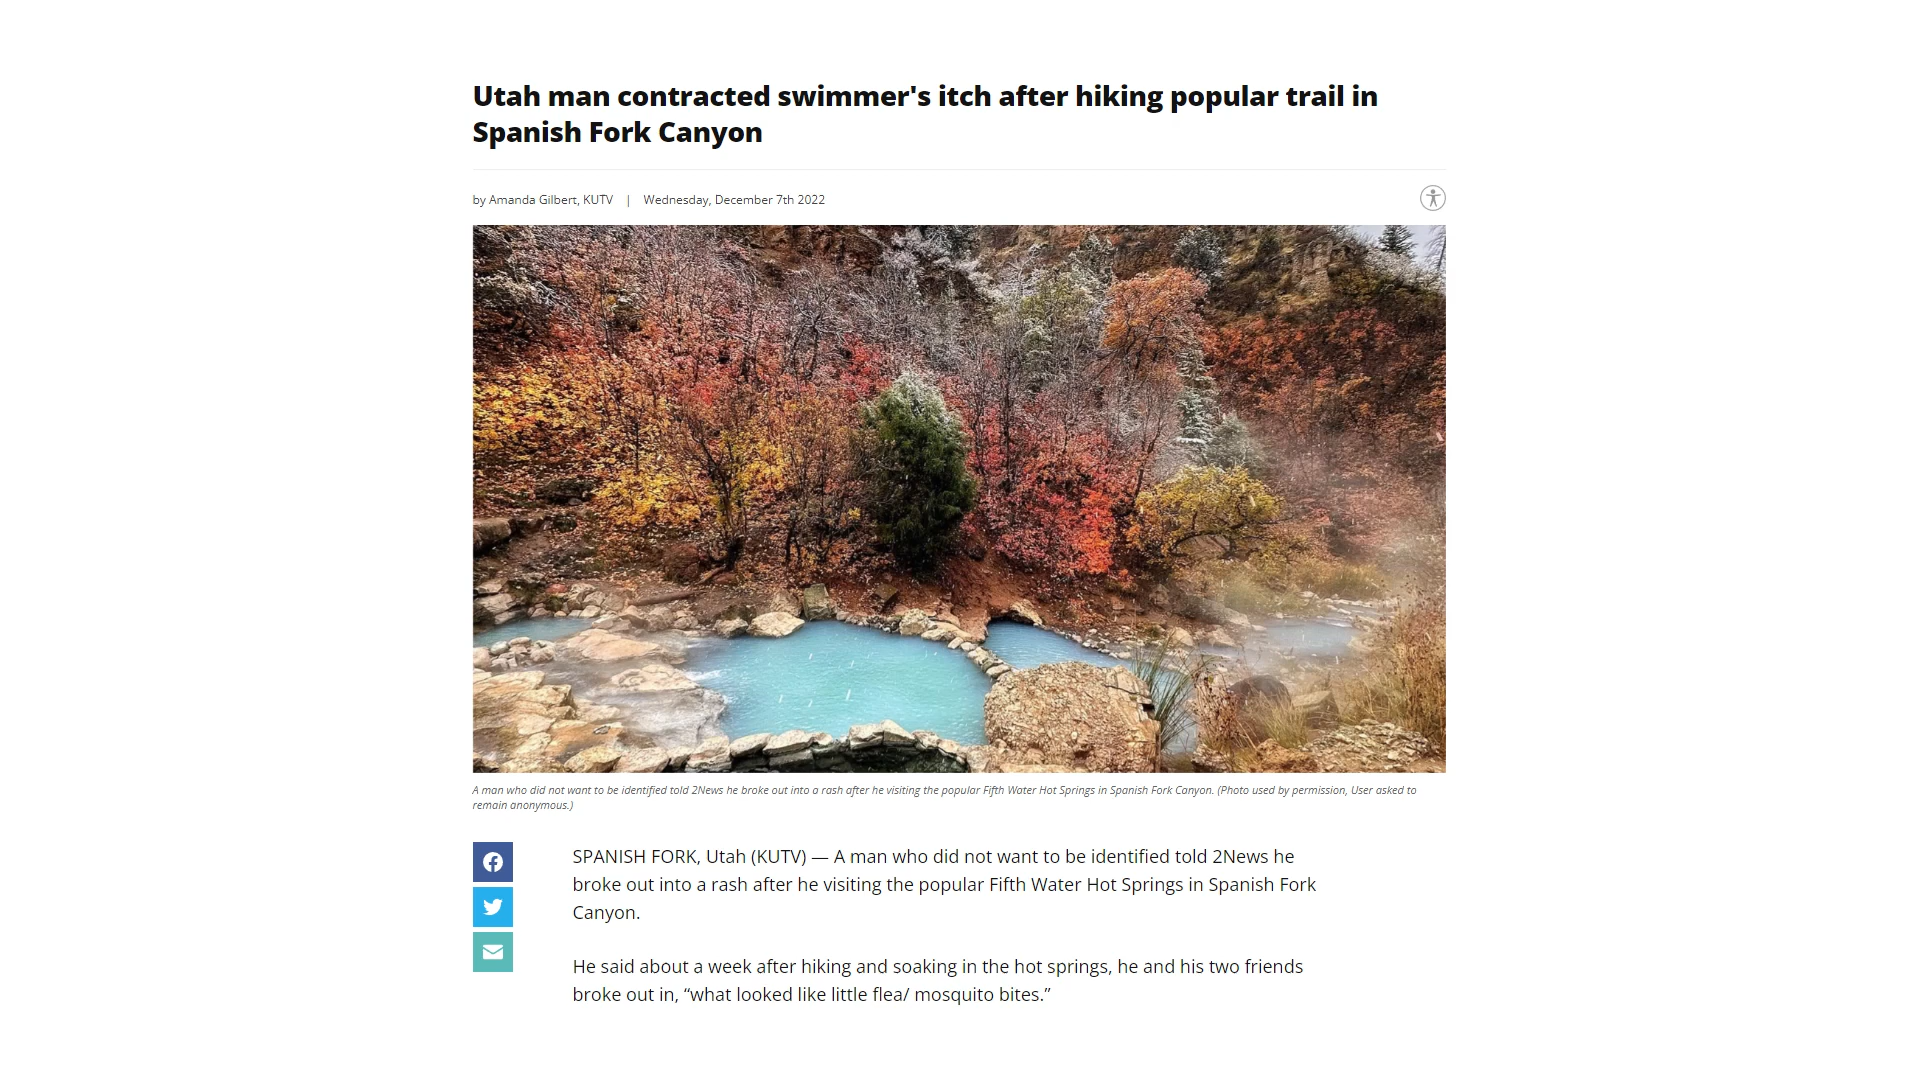 Utah man contracted swimmer's itch after hiking popular trail in
Spanish Fork Canyon
by Amanda Gilbert, KUTV | Wednesday, December 7th 2022
A man who did not want to be identified told 2News he broke out into a rash after he visiting the popular Fifth Water Hot Springs in Spanish Fork Canyon. (Photo used by permission, User asked to
remain anonymous.)
SPANISH FORK, Utah (KUTV) — A man who did not want to be identified told 2News he
broke out into a rash after he visiting the popular Fifth Water Hot Springs in Spanish Fork
Canyon.
He said about a week after hiking and soaking in the hot springs, he and his two friends
broke out in, “what looked like little flea/ mosquito bites.”